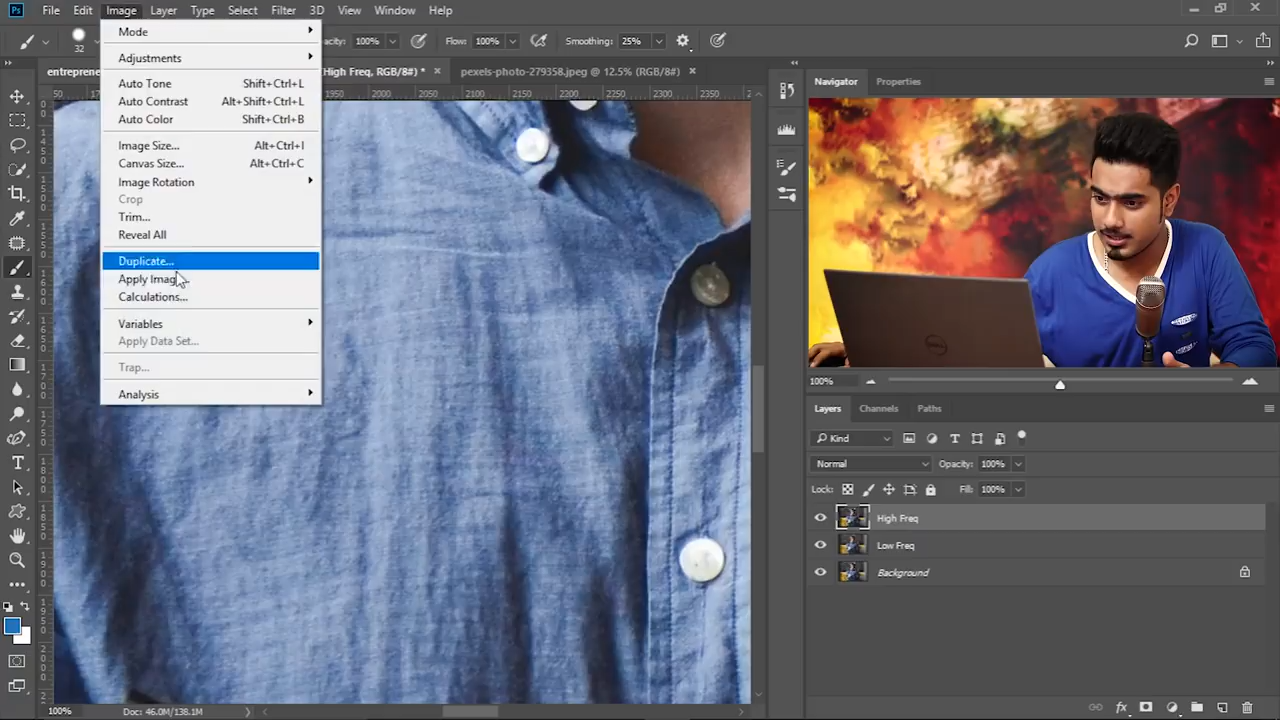 Ps File Edit Image Layer Type Select Filter 3D View Window Help
32 100% Flow: 100% Smoothing: 25%
High Freq, RGB/8#) * pexels-photo-279358.jpeg @ 12.5% (RGB/8#)
1950 2000 2050 2100 2150 2200 2250 2300 2350
Mode
Adjustments
Auto Tone Shift+Ctrl+L
Auto Contrast Alt+Shift+Ctrl+L
Auto Color Shift+Ctrl+B
Image Size... Alt+Ctrl+I
Canvas Size... Alt+Ctrl+C
Image Rotation
Crop
Trim...
Reveal All
Duplicate...
Apply Image...
Calculations...
Variables
Apply Data Set...
Trap...
Analysis
100% Doc: 46.0M/138.1M
Navigator Properties
DELL
100%
Layers Channels Paths
Kind
Normal Opacity: 100%
Lock: Fill: 100%
High Freq
Low Freq
Background